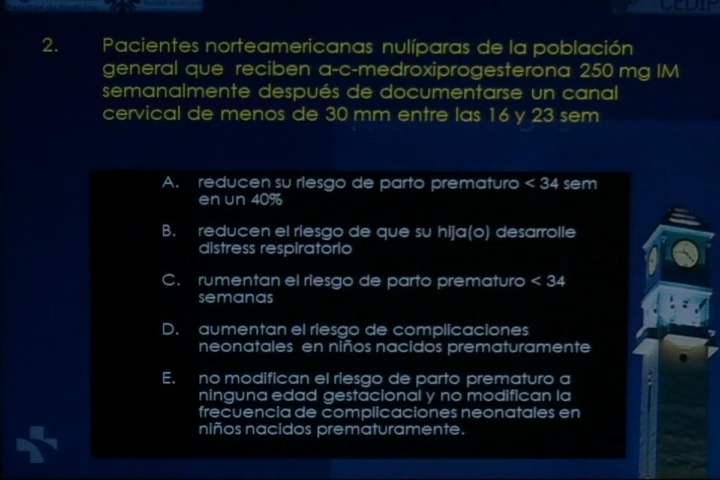 CEDIP
2. Pacientes norteamericanas nulíparas de la población
general que reciben a-c-medroxiprogesterona 250 mg IM
semanalmente después de documentarse un canal
cervical de menos de 30 mm entre las 16 y 23 sem
A. reducen su riesgo de parto prematuro < 34 sem
en un 40%
B. reducen el riesgo de que su hija(o) desarrolle
distress respiratorio
C. rumentan el riesgo de parto prematuro < 34
semanas
D. aumentan el riesgo de complicaciones
neonatales en niños nacidos prematuramente
E. no modifican el riesgo de parto prematuro a
ninguna edad gestacional y no modifican la
frecuencia de complicaciones neonatales en
niños nacidos prematuramente.